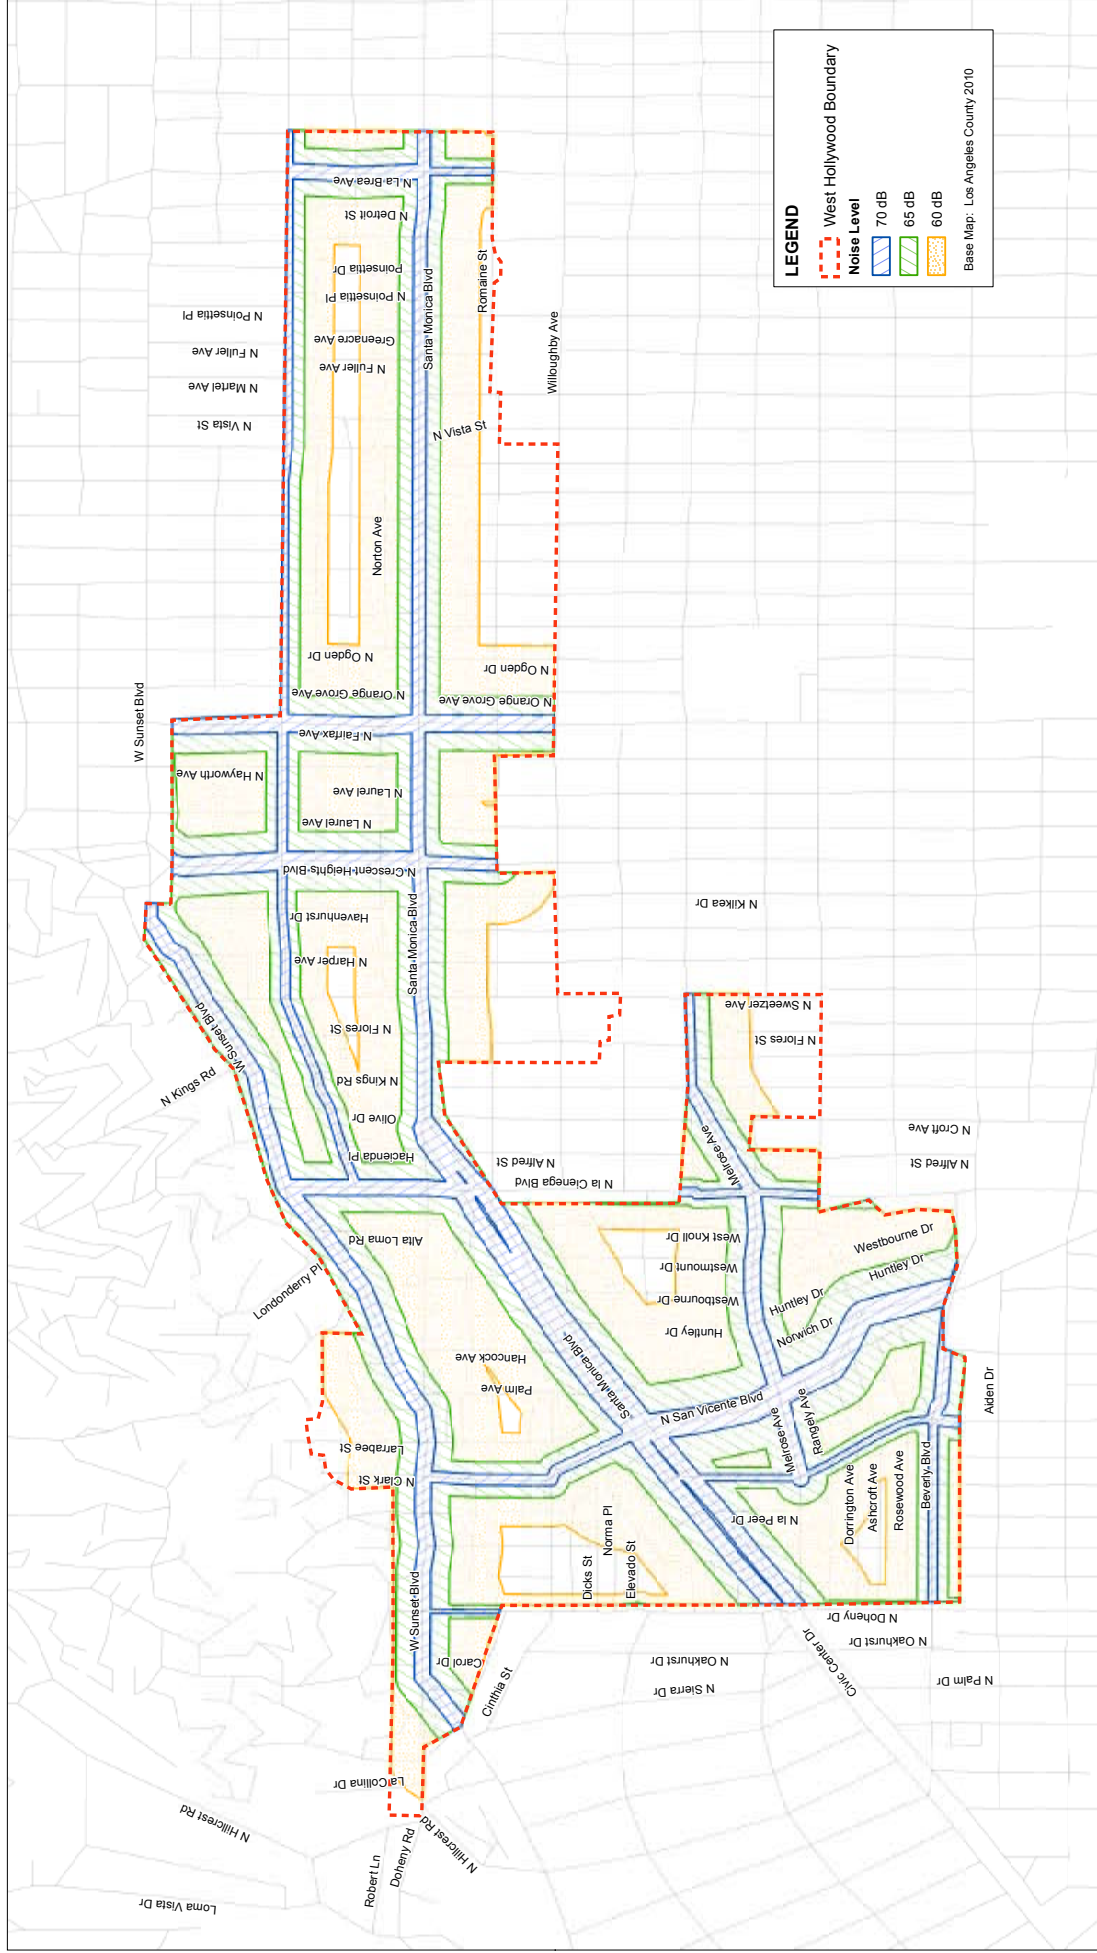 LEGEND
West Hollywood Boundary
Noise Level
70 dB
65 dB
60 dB
Base Map: Los Angeles County 2010
N Poinsettia Pl
N Fuller Ave
N Martel Ave
N Vista St
W Sunset Blvd
N La Brea Ave
N Detroit St
Poinsettia Dr
N Poinsettia Pl
Grenacre Ave
N Fuller Ave
Santa Monica Blvd
Romaine St
Willoughby Ave
N Vista St
Norton Ave
N Ogden Dr
N Ogden Dr
N Orange Grove Ave
N Orange Grove Ave
N Fairfax Ave
N Hayworth Ave
N Laurel Ave
N Laurel Ave
N Crescent Heights Blvd
Havenhurst Dr
N Harper Ave
Santa Monica Blvd
N Flores St
N Kings Rd
Olive Dr
Hacienda Pl
W Sunset Blvd
N Kings Rd
N Kilkea Dr
N Sweetzer Ave
N Flores St
N Croft Ave
N Alfred St
N Alfred St
N la Cienega Blvd
Melrose Ave
Alta Loma Rd
Londonderry Pl
West Knoll Dr
Westmount Dr
Westbourne Dr
Huntley Dr
Westbourne Dr
Huntley Dr
Huntley Dr
Norwich Dr
Hancock Ave
Palm Ave
Santa Monica Blvd
N San Vicente Blvd
Melrose Ave
Rangely Ave
Aiden Dr
Larrabee St
N Clark St
Dorrington Ave
Ashcroft Ave
Rosewood Ave
Beverly Blvd
N la Peer Dr
Norma Pl
Dicks St
Elevado St
W Sunset Blvd
Carol Dr
Cinthia St
N Doheny Dr
N Oakhurst Dr
N Oakhurst Dr
N Sierra Dr
Civic Center Dr
N Palm Dr
La Collina Dr
N Hillcrest Rd
N Hillcrest Rd
Doheny Rd
Robert Ln
Loma Vista Dr